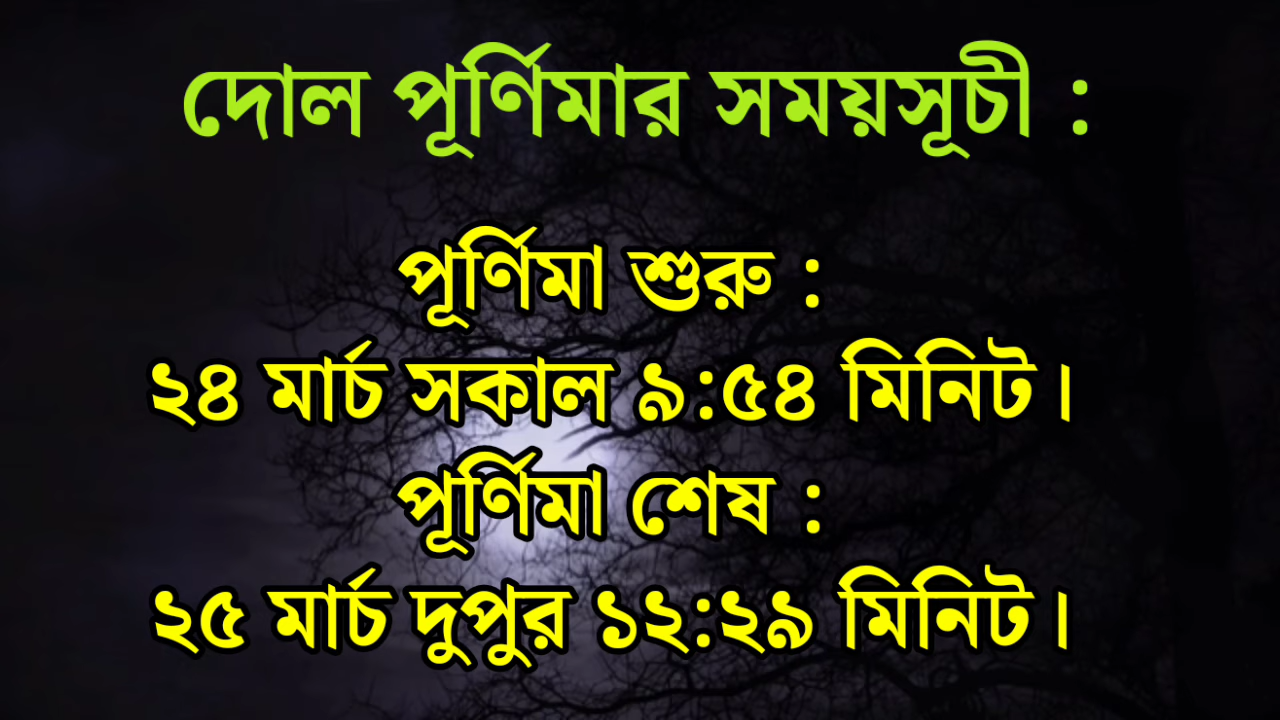 দোল পূর্ণিমার সময়সূচী :
পূর্ণিমা শুরু :
২৪ মার্চ সকাল ৯:৫৪ মিনিট।
পূর্ণিমা শেষ :
২৫ মার্চ দুপুর ১২:২৯ মিনিট।